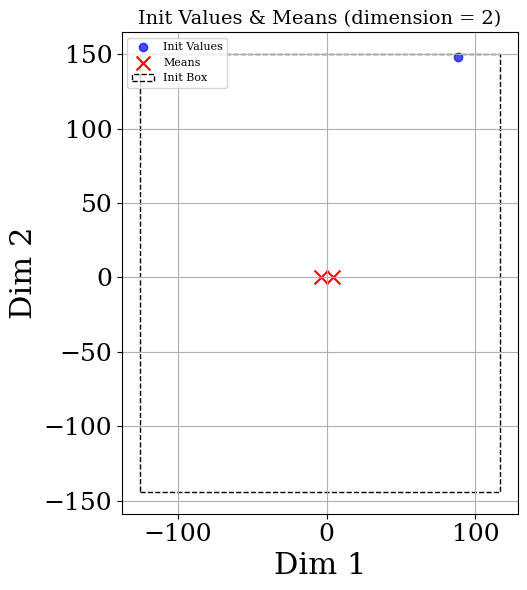 Init Values & Means (dimension = 2)
Init Values
Means
Init Box
150
100
50
0
−50
−100
−150
Dim 2
−100
0
100
Dim 1